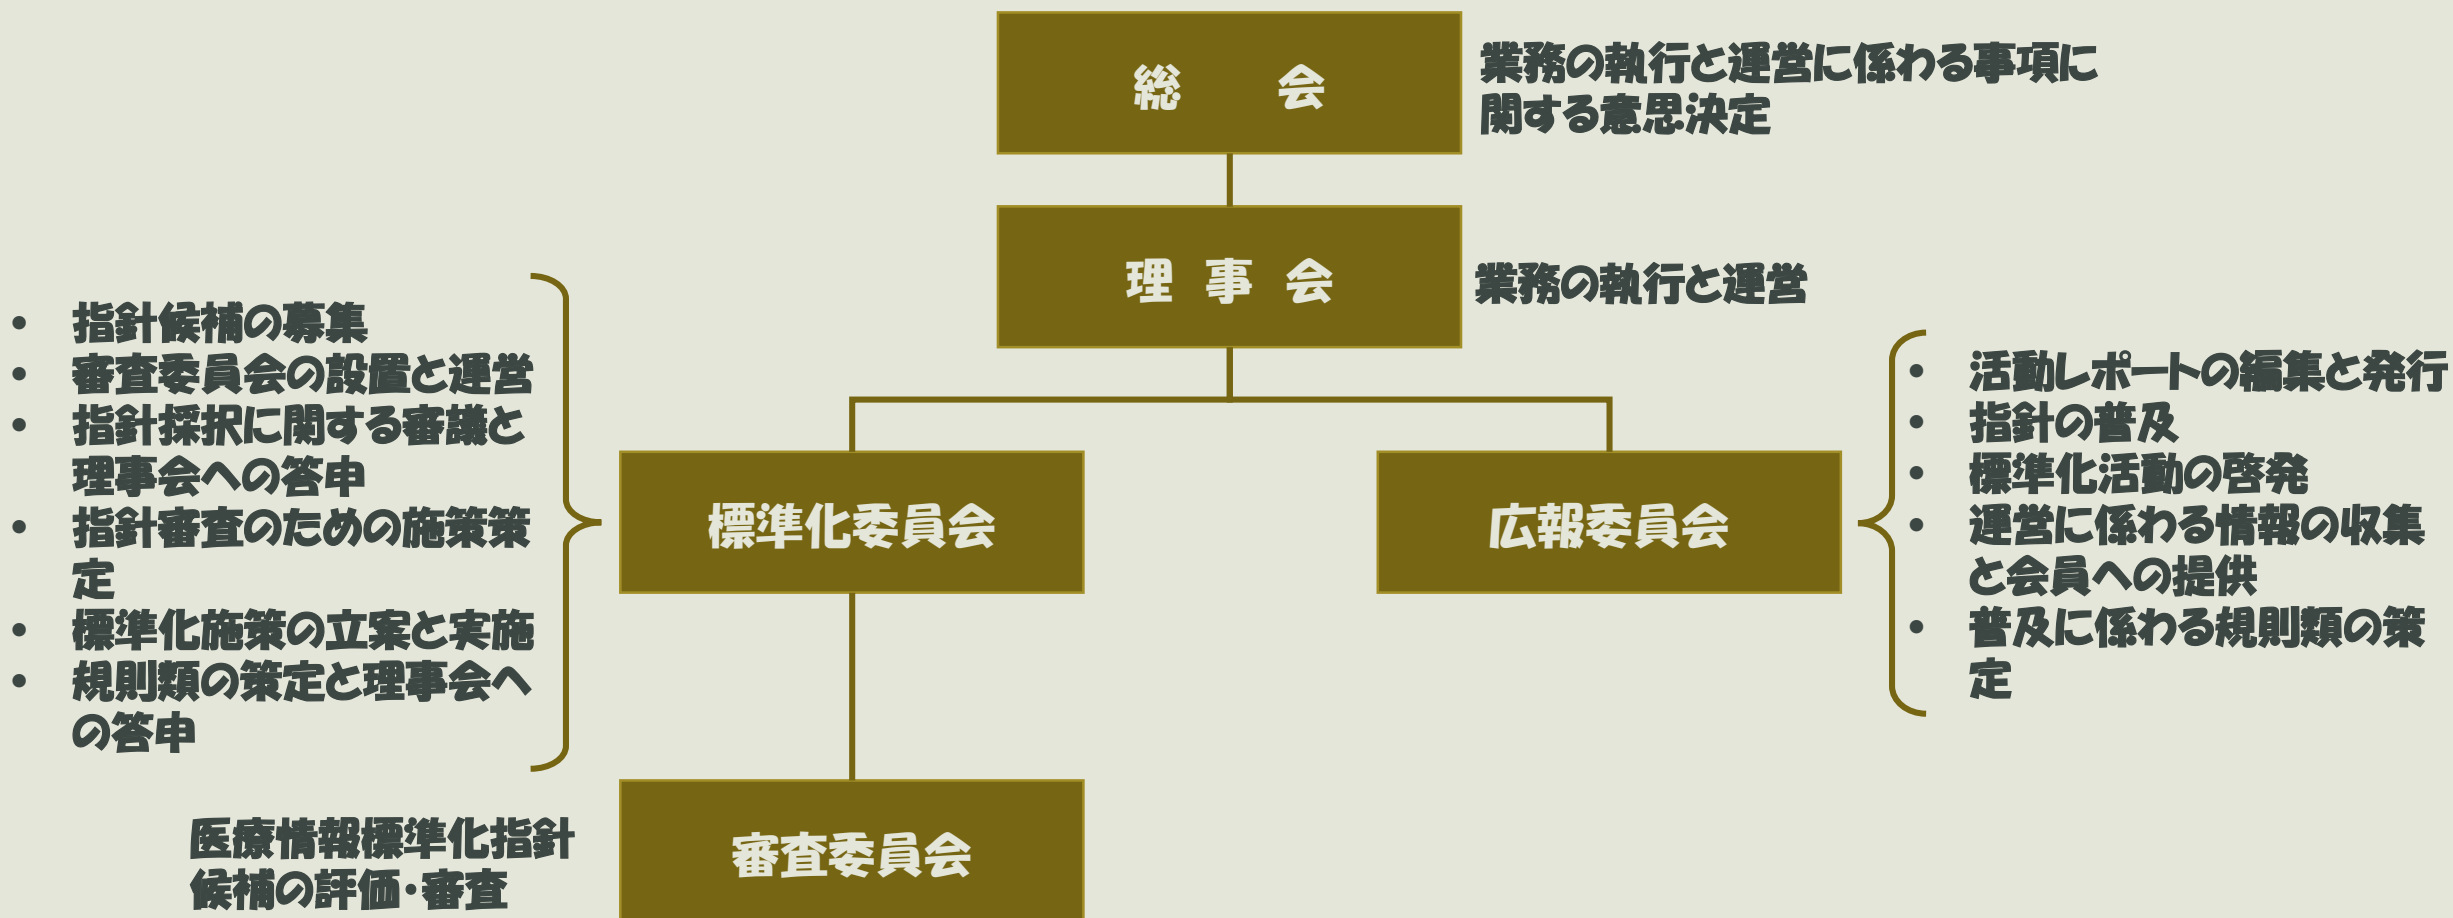 総　　会
業務の執行と運営に係わる事項に
関する意思決定
理 事 会
業務の執行と運営
• 指針候補の募集
• 審査委員会の設置と運営
• 指針採択に関する審議と
理事会への答申
• 指針審査のための施策策
定
• 標準化施策の立案と実施
• 規則類の策定と理事会へ
の答申
標準化委員会
広報委員会
• 活動レポートの編集と発行
• 指針の普及
• 標準化活動の啓発
• 運営に係わる情報の収集
と会員への提供
• 普及に係わる規則類の策
定
医療情報標準化指針
候補の評価・審査
審査委員会